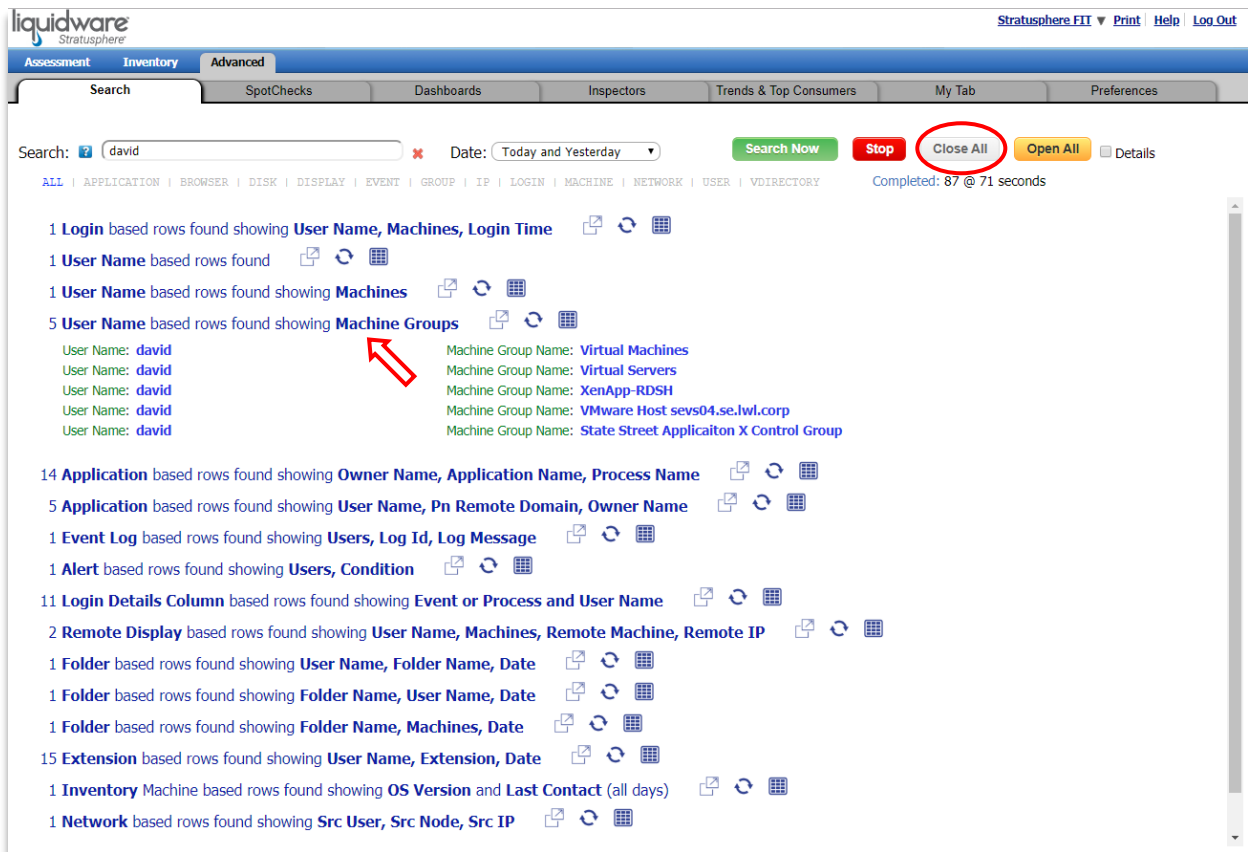 liquidware
Stratusphere
Stratusphere FIT ▼ Print Help Log Out
Assessment Inventory Advanced
Search SpotChecks Dashboards Inspectors Trends & Top Consumers My Tab Preferences
Search: ? david Date: Today and Yesterday Search Now Stop Close All Open All Details
ALL | APPLICATION | BROWSER | DISK | DISPLAY | EVENT | GROUP | IP | LOGIN | MACHINE | NETWORK | USER | VDIRECTORY Completed: 87 @ 71 seconds
1 Login based rows found showing User Name, Machines, Login Time
1 User Name based rows found
1 User Name based rows found showing Machines
5 User Name based rows found showing Machine Groups
User Name: david Machine Group Name: Virtual Machines
User Name: david Machine Group Name: Virtual Servers
User Name: david Machine Group Name: XenApp-RDSH
User Name: david Machine Group Name: VMware Host sevs04.se.lwl.corp
User Name: david Machine Group Name: State Street Applicaiton X Control Group
14 Application based rows found showing Owner Name, Application Name, Process Name
5 Application based rows found showing User Name, Pn Remote Domain, Owner Name
1 Event Log based rows found showing Users, Log Id, Log Message
1 Alert based rows found showing Users, Condition
11 Login Details Column based rows found showing Event or Process and User Name
2 Remote Display based rows found showing User Name, Machines, Remote Machine, Remote IP
1 Folder based rows found showing User Name, Folder Name, Date
1 Folder based rows found showing Folder Name, User Name, Date
1 Folder based rows found showing Folder Name, Machines, Date
15 Extension based rows found showing User Name, Extension, Date
1 Inventory Machine based rows found showing OS Version and Last Contact (all days)
1 Network based rows found showing Src User, Src Node, Src IP